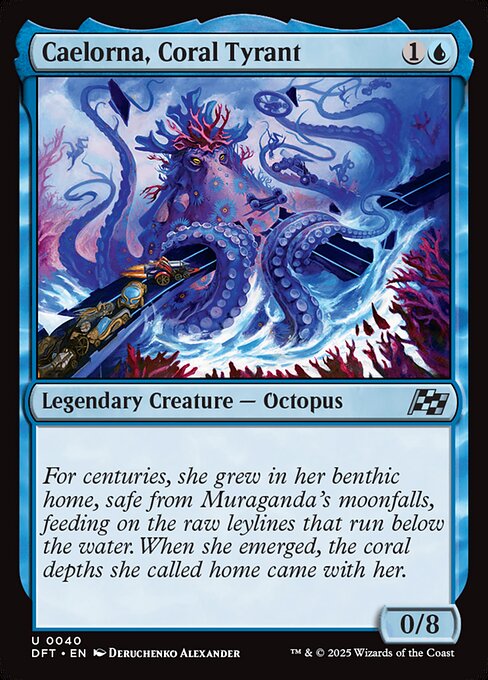 Caelorna, Coral Tyrant 1
Legendary Creature — Octopus
For centuries, she grew in her benthic
home, safe from Muraganda's moonfalls,
feeding on the raw leylines that run below
the water. When she emerged, the coral
depths she called home came with her.
0/8
U 0040
DFT • EN Deruchenko Alexander
™ & © 2025 Wizards of the Coast